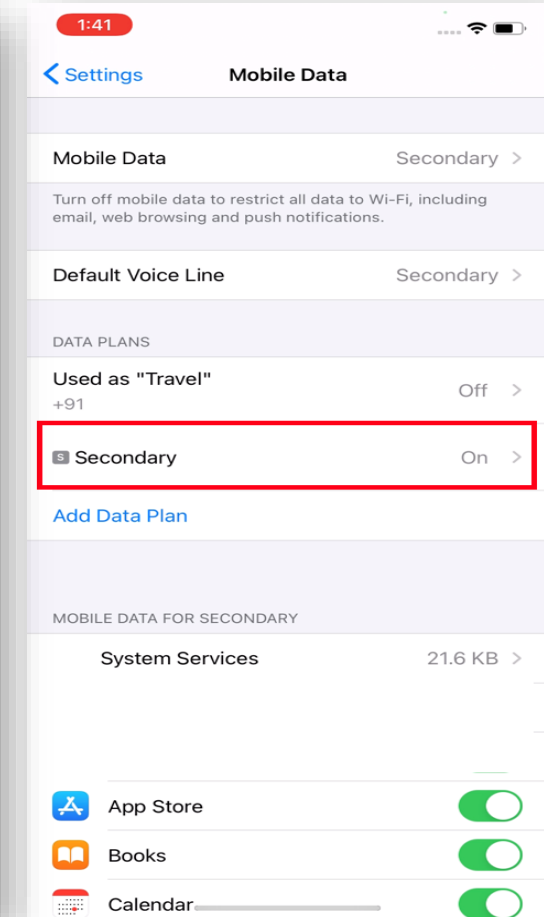 1:41
Settings
Mobile Data
Mobile Data Secondary
Turn off mobile data to restrict all data to Wi-Fi, including
email, web browsing and push notifications.
Default Voice Line Secondary
DATA PLANS
Used as "Travel" Off
+91
S Secondary On
Add Data Plan
MOBILE DATA FOR SECONDARY
System Services 21.6 KB
App Store
Books
Calendar